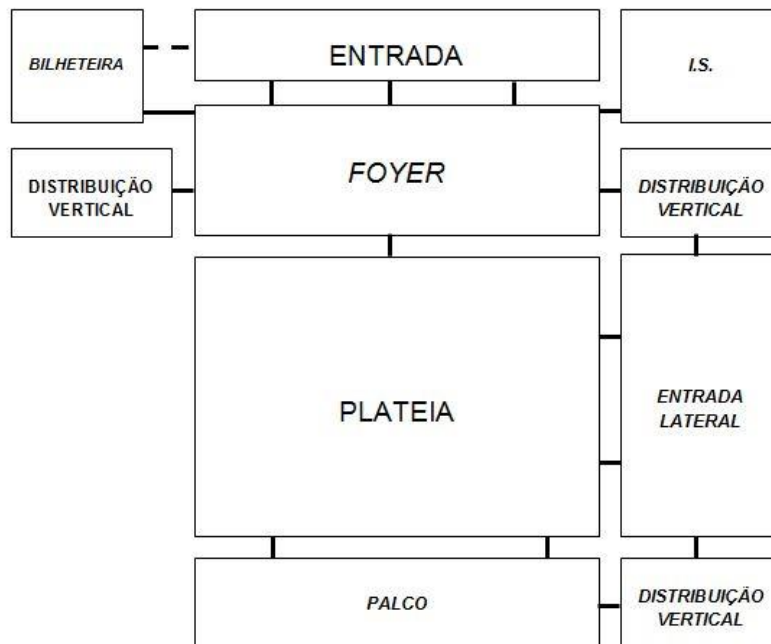 BILHETEIRA
ENTRADA
I.S.
DISTRIBUIÇÃO
VERTICAL
FOYER
DISTRIBUIÇÃO
VERTICAL
PLATEIA
ENTRADA
LATERAL
PALCO
DISTRIBUIÇÃO
VERTICAL